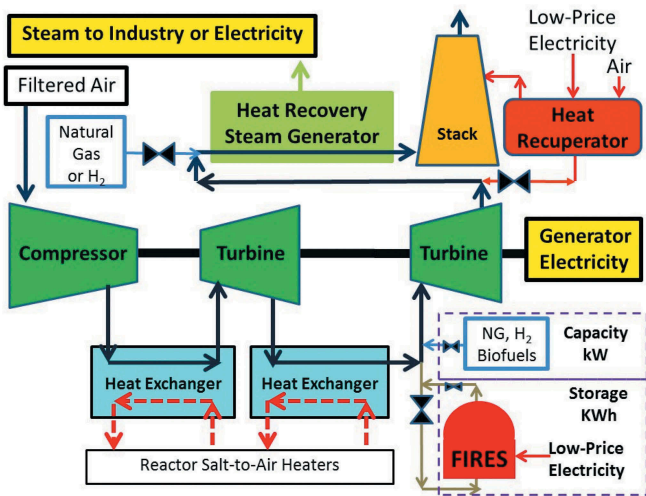 Steam to Industry or Electricity
Low-Price
Electricity
Air
Filtered Air
Natural
Gas
or H₂
Heat Recovery
Steam Generator
Stack
Heat
Recuperator
Compressor
Turbine
Turbine
Generator
Electricity
NG, H₂
Biofuels
Capacity
kW
Heat Exchanger
Heat Exchanger
Storage
KWh
FIRES
Low-Price
Electricity
Reactor Salt-to-Air Heaters